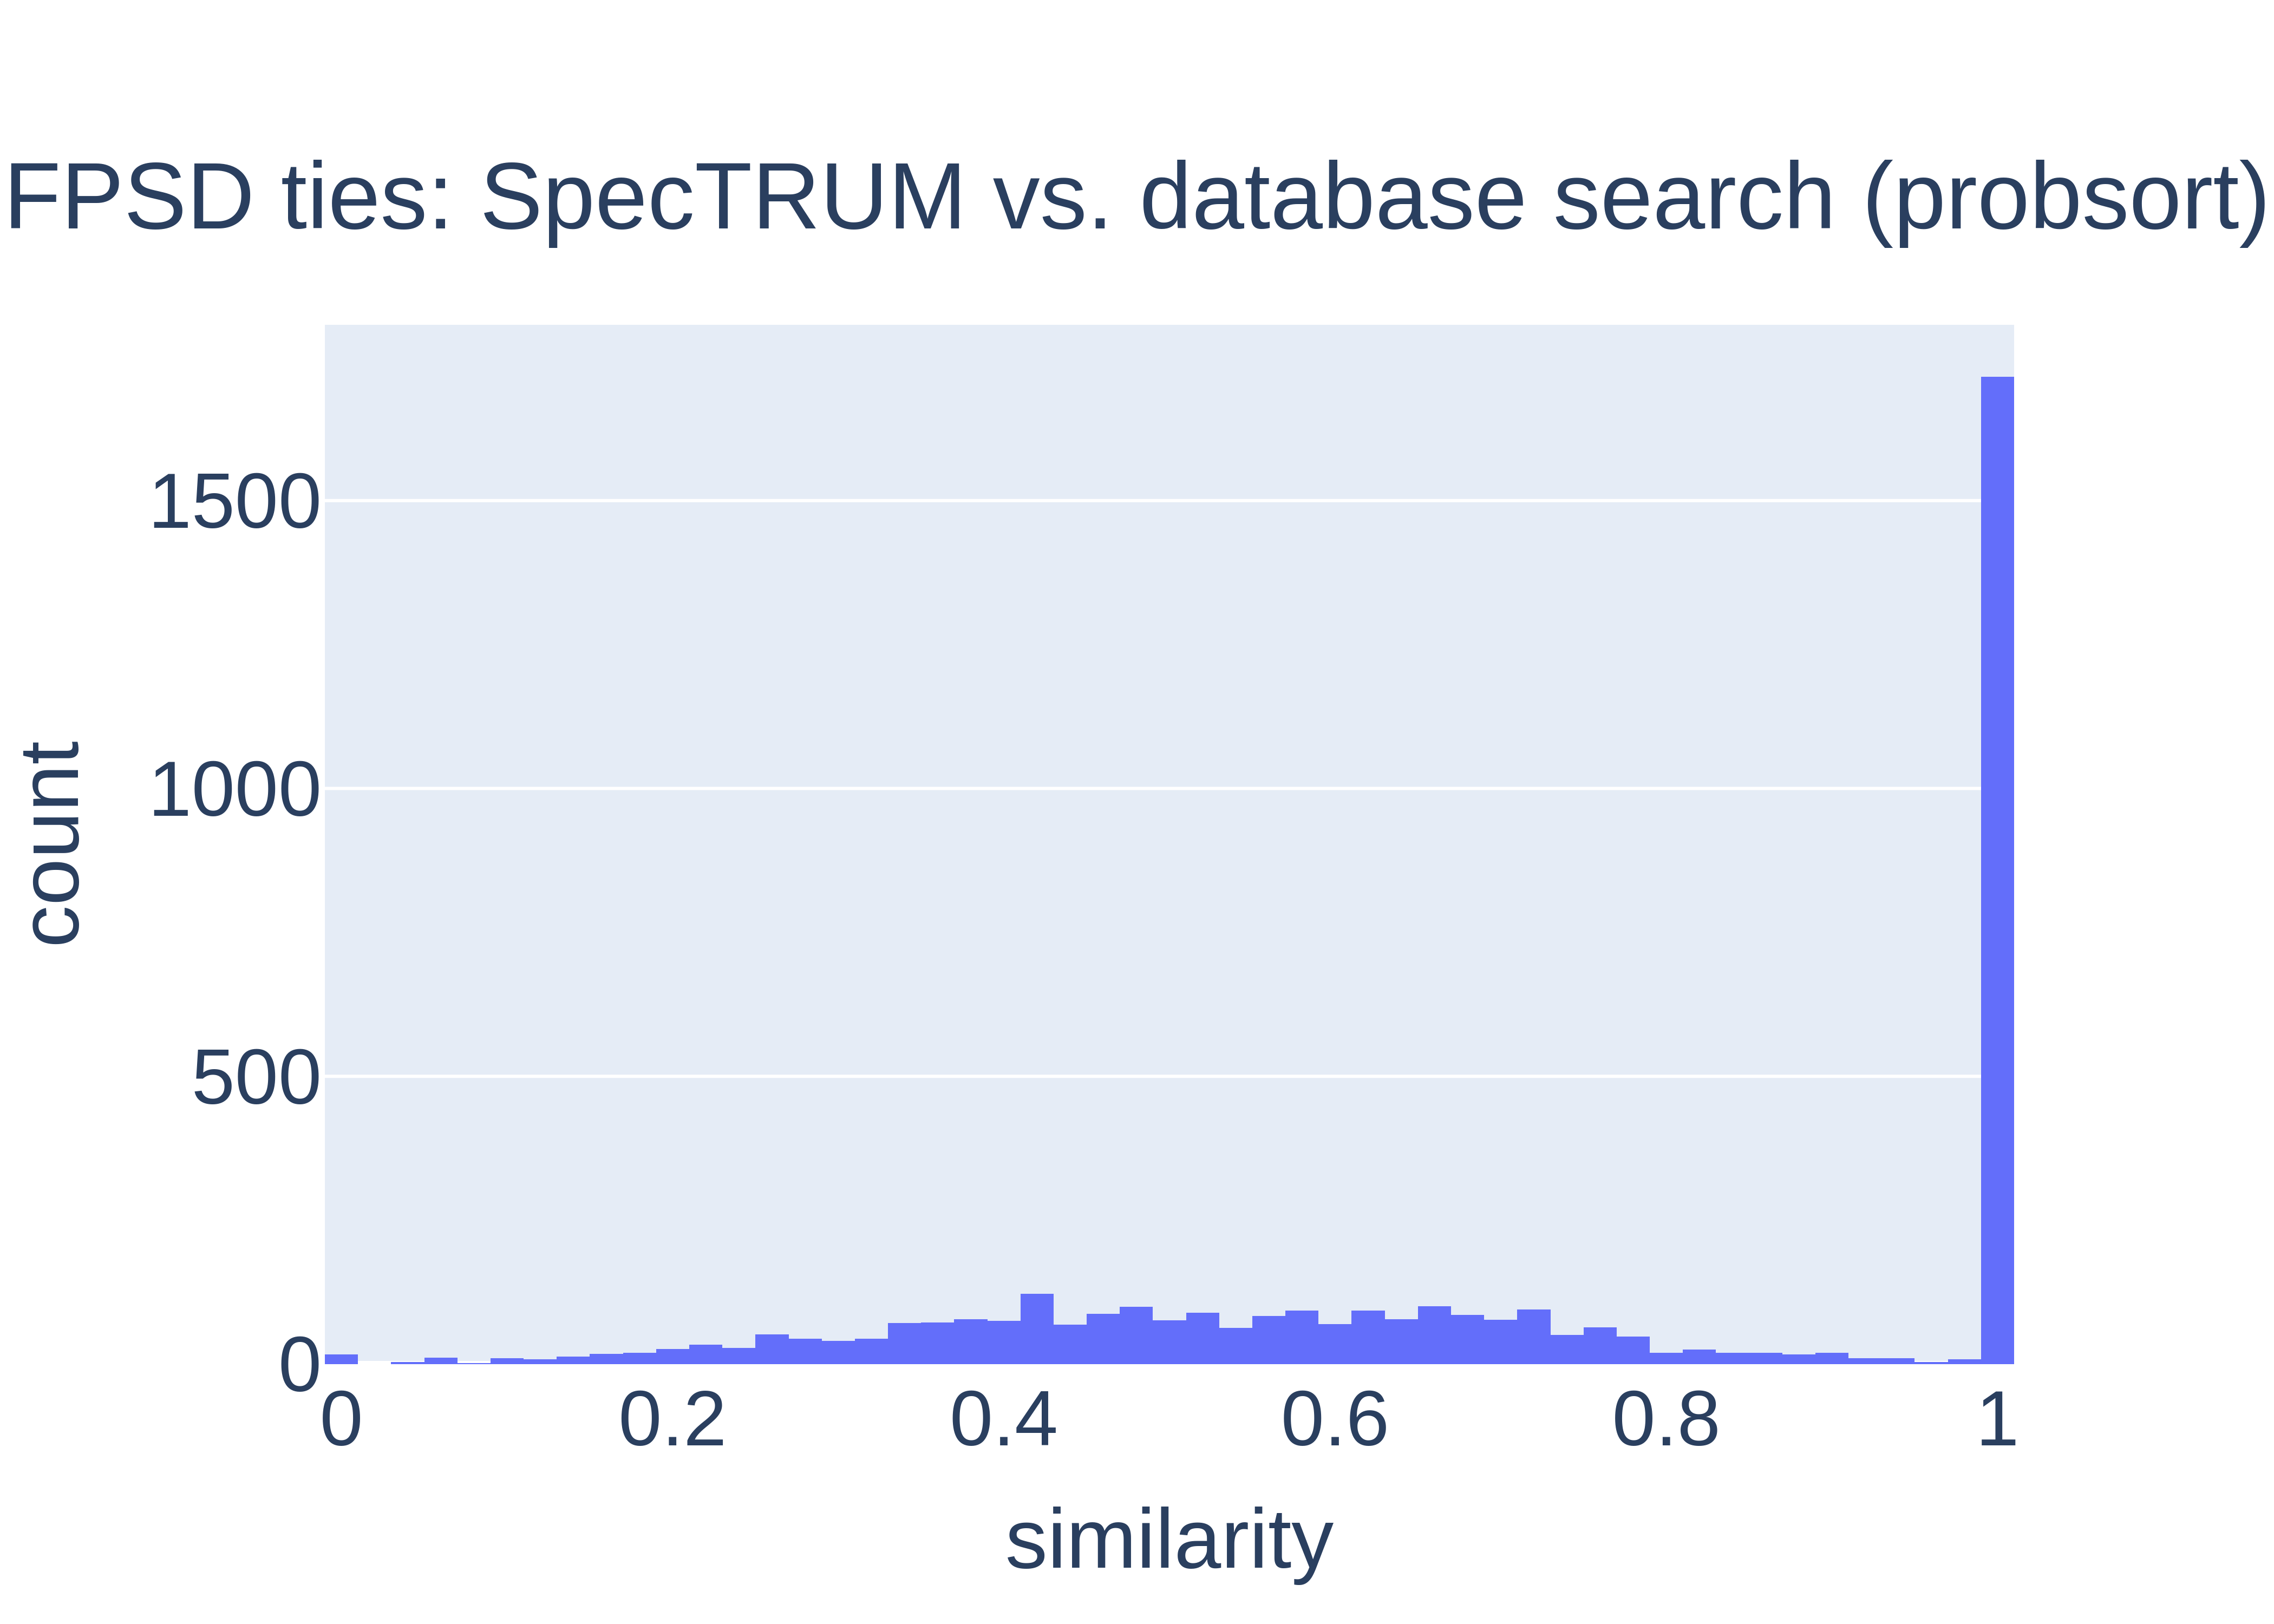 FPSD ties: SpecTRUM vs. database search (probsort)
count
1500
1000
500
0
0 0.2 0.4 0.6 0.8 1
similarity